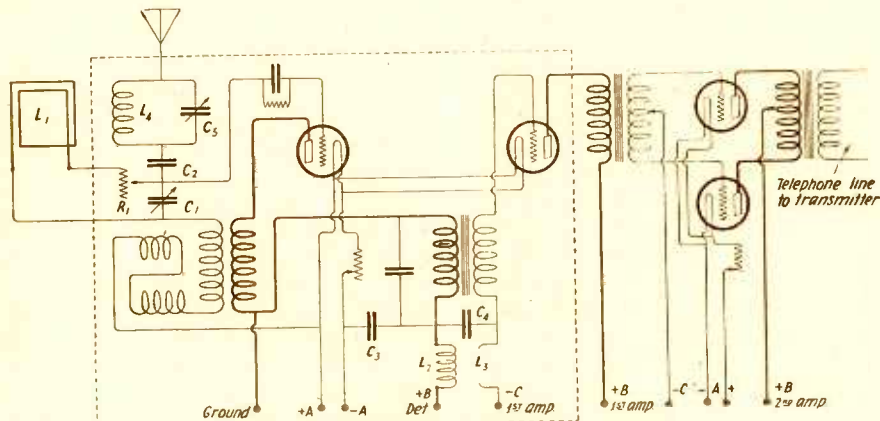 L₁
L₄
C₅
C₂
R₁
C₁
C₃
C₄
L₂
L₃
Telephone line
to transmitter
Ground
+A
-A
+B
Det
-C
1ST amp.
+B
1ST amp.
-C
-A
+
+B
2ND amp.